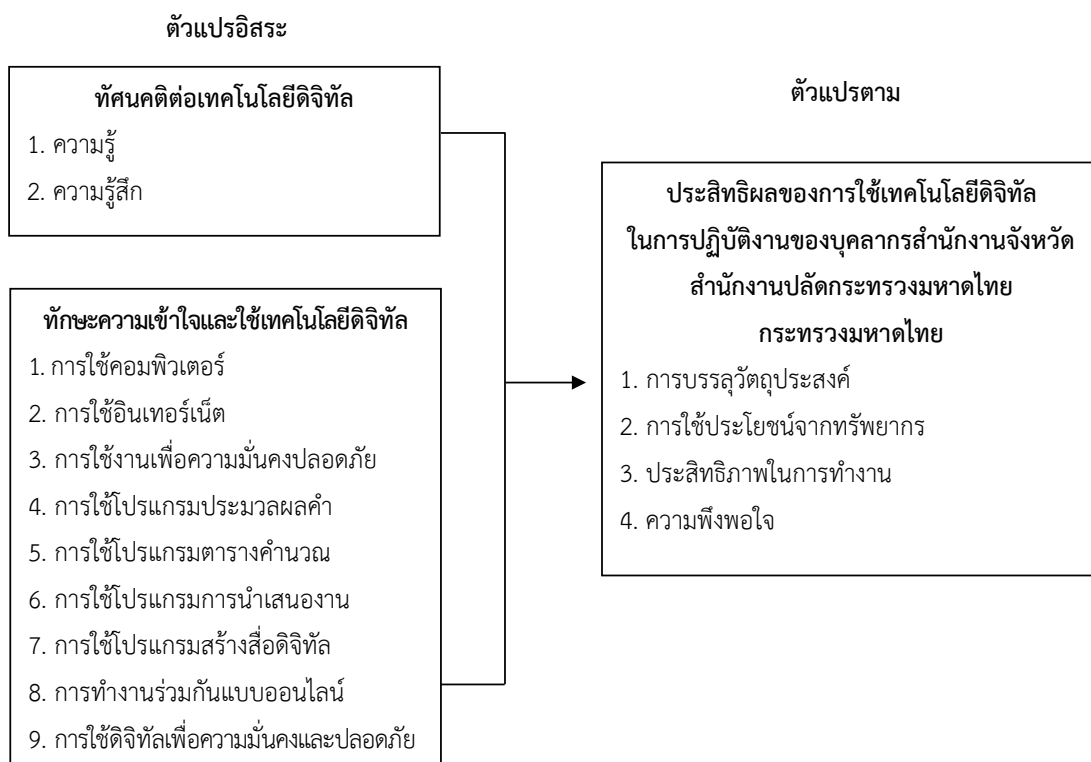 ตัวแปรอิสระ
ทัศนคติต่อเทคโนโลยีดิจิทัล
1. ความรู้
2. ความรู้สึก
ทักษะความเข้าใจและใช้เทคโนโลยีดิจิทัล
1. การใช้คอมพิวเตอร์
2. การใช้อินเทอร์เน็ต
3. การใช้งานเพื่อความมั่นคงปลอดภัย
4. การใช้โปรแกรมประมวลผลคำ
5. การใช้โปรแกรมตารางคำนวณ
6. การใช้โปรแกรมการนำเสนองาน
7. การใช้โปรแกรมสร้างสื่อดิจิทัล
8. การทำงานร่วมกันแบบออนไลน์
9. การใช้ดิจิทัลเพื่อความมั่นคงและปลอดภัย
ตัวแปรตาม
ประสิทธิผลของการใช้เทคโนโลยีดิจิทัล
ในการปฏิบัติงานของบุคลากรสำนักงานจังหวัด
สำนักงานปลัดกระทรวงมหาดไทย
กระทรวงมหาดไทย
1. การบรรลุวัตถุประสงค์
2. การใช้ประโยชน์จากทรัพยากร
3. ประสิทธิภาพในการทำงาน
4. ความพึงพอใจ